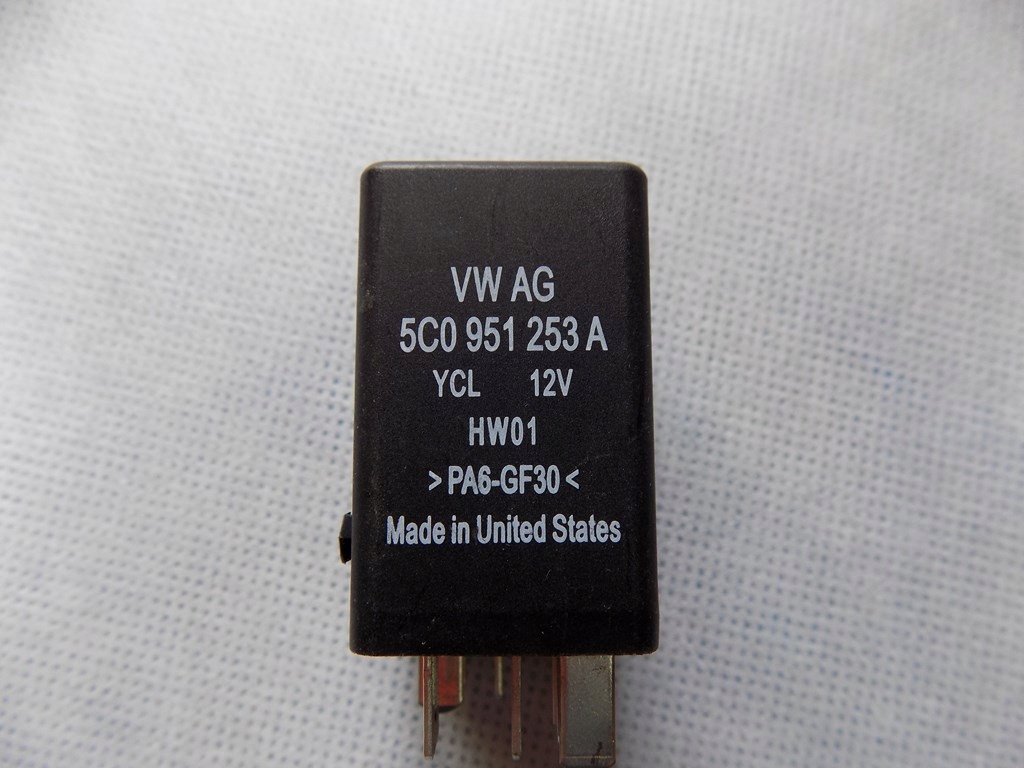 VW AG
5C0 951 253 A
YCL 12V
HW01
>PA6-GF30<
Made in United States